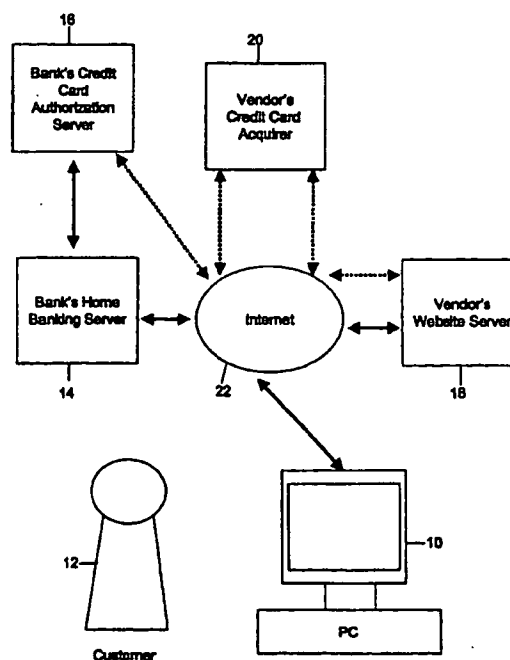 16
Bank's Credit
Card
Authorization
Server
20
Vendor's
Credit Card
Acquirer
Bank's Home
Banking Server
14
Internet
22
Vendor's
Website Server
18
12
Customer
10
PC